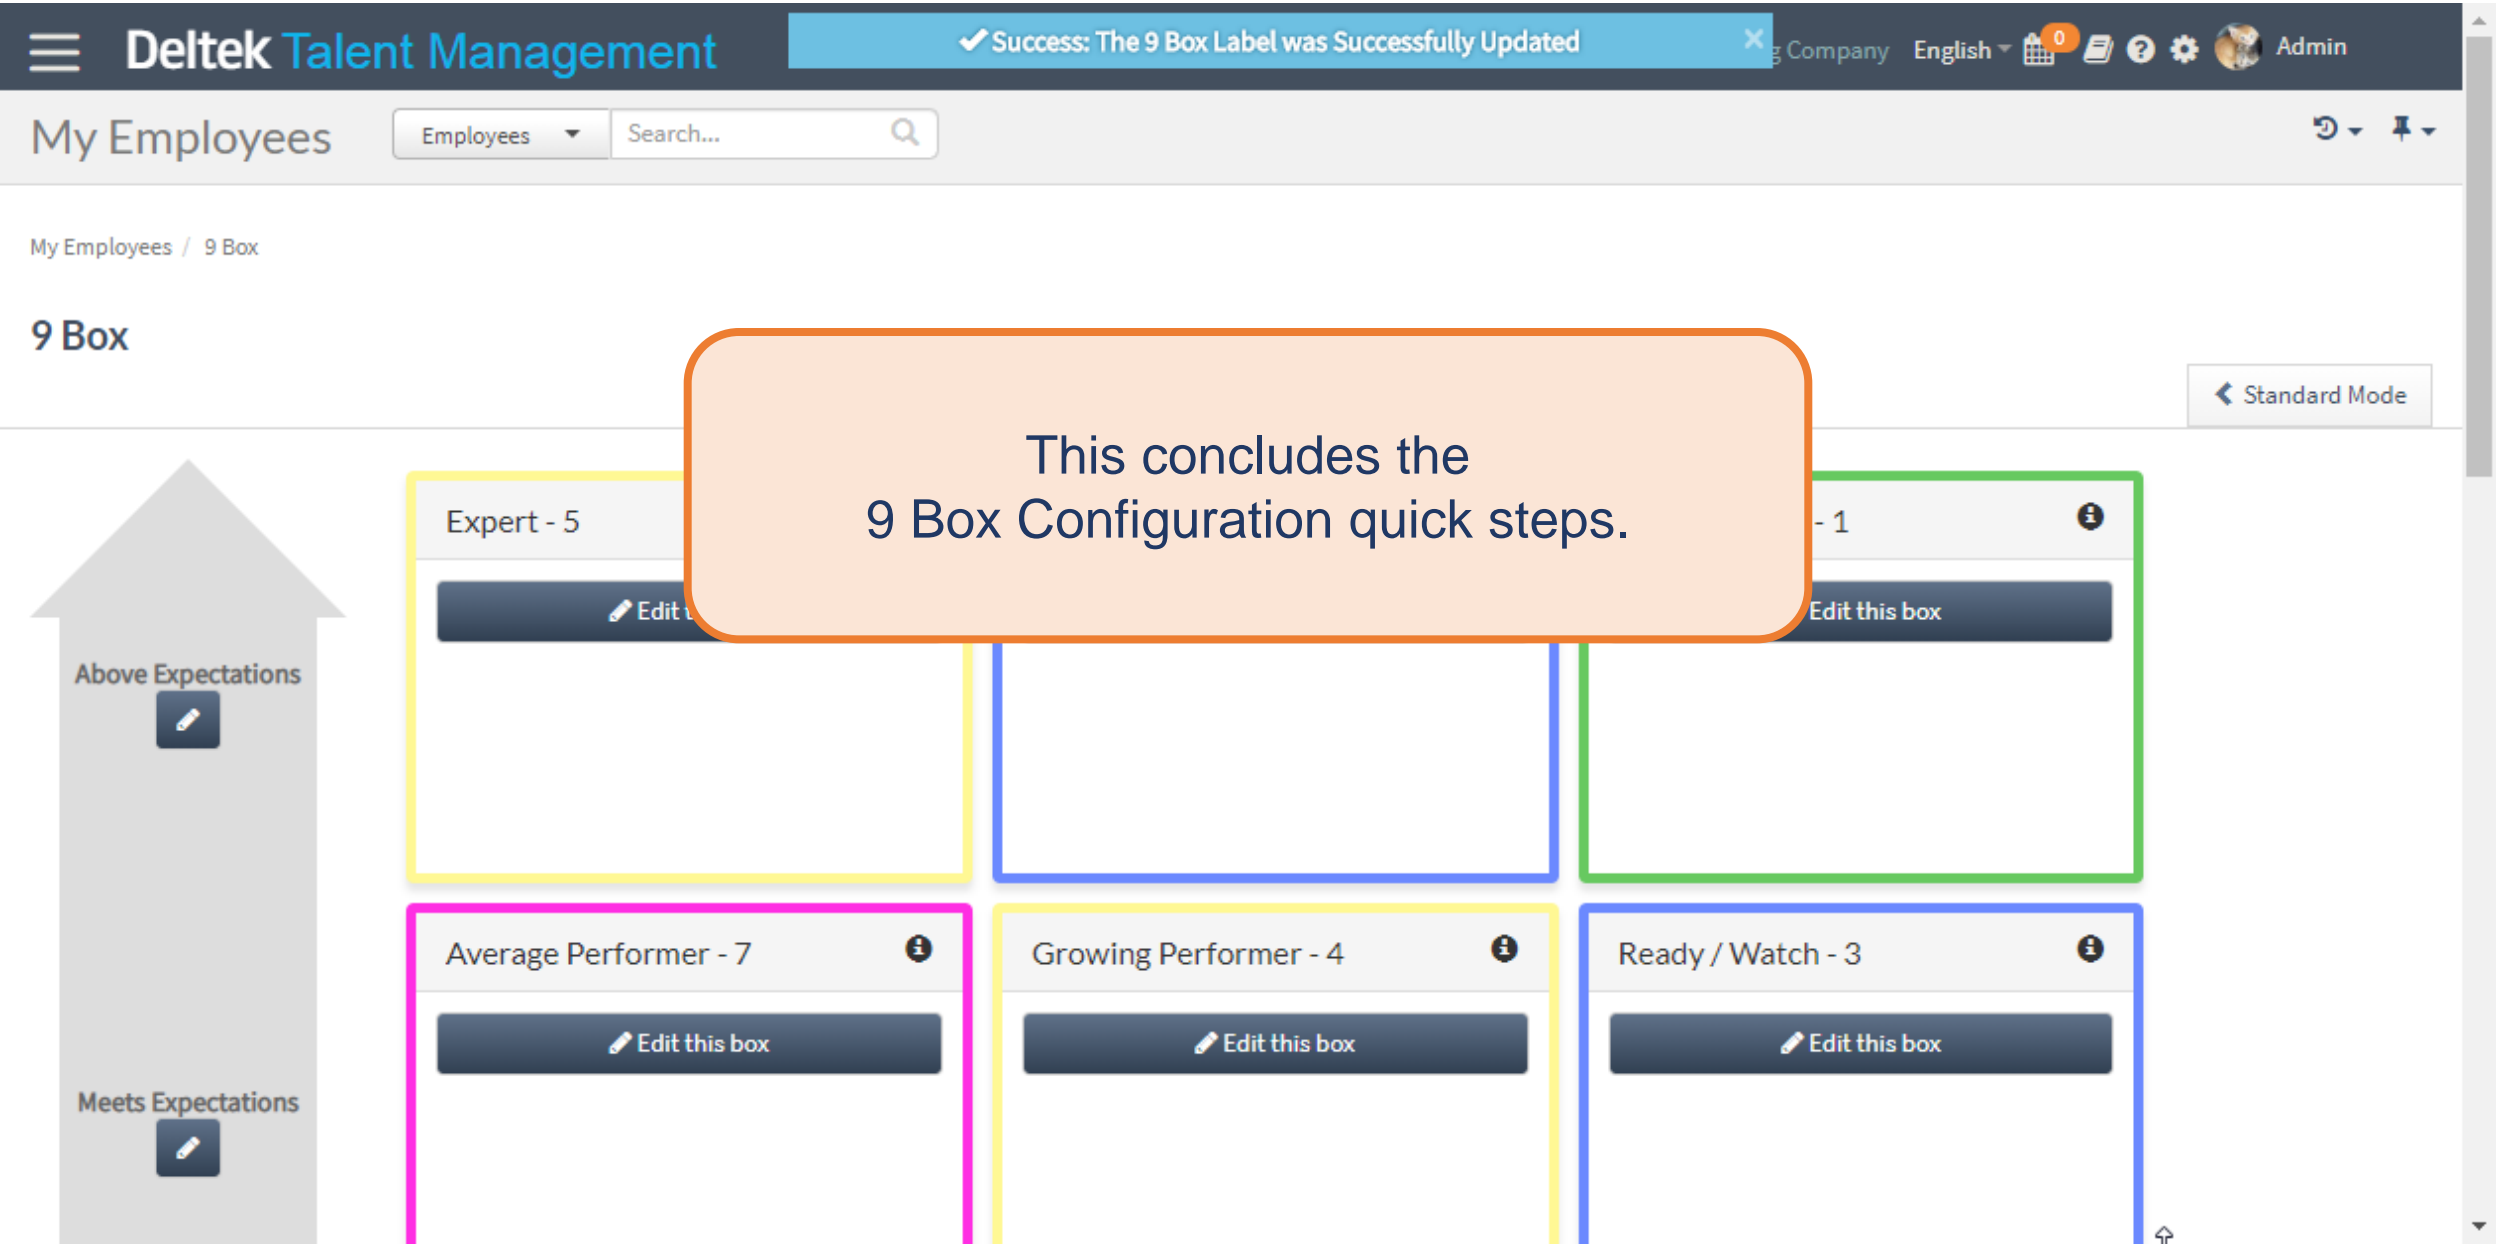 Deltek Talent Management
✔ Success: The 9 Box Label was Successfully Updated ×
Company English 0 Admin
My Employees Employees Search...
My Employees / 9 Box
9 Box
Standard Mode
This concludes the
9 Box Configuration quick steps.
Expert - 5
- 1
Edit
Edit this box
Above Expectations
Average Performer - 7
Growing Performer - 4
Ready / Watch - 3
Edit this box
Edit this box
Edit this box
Meets Expectations